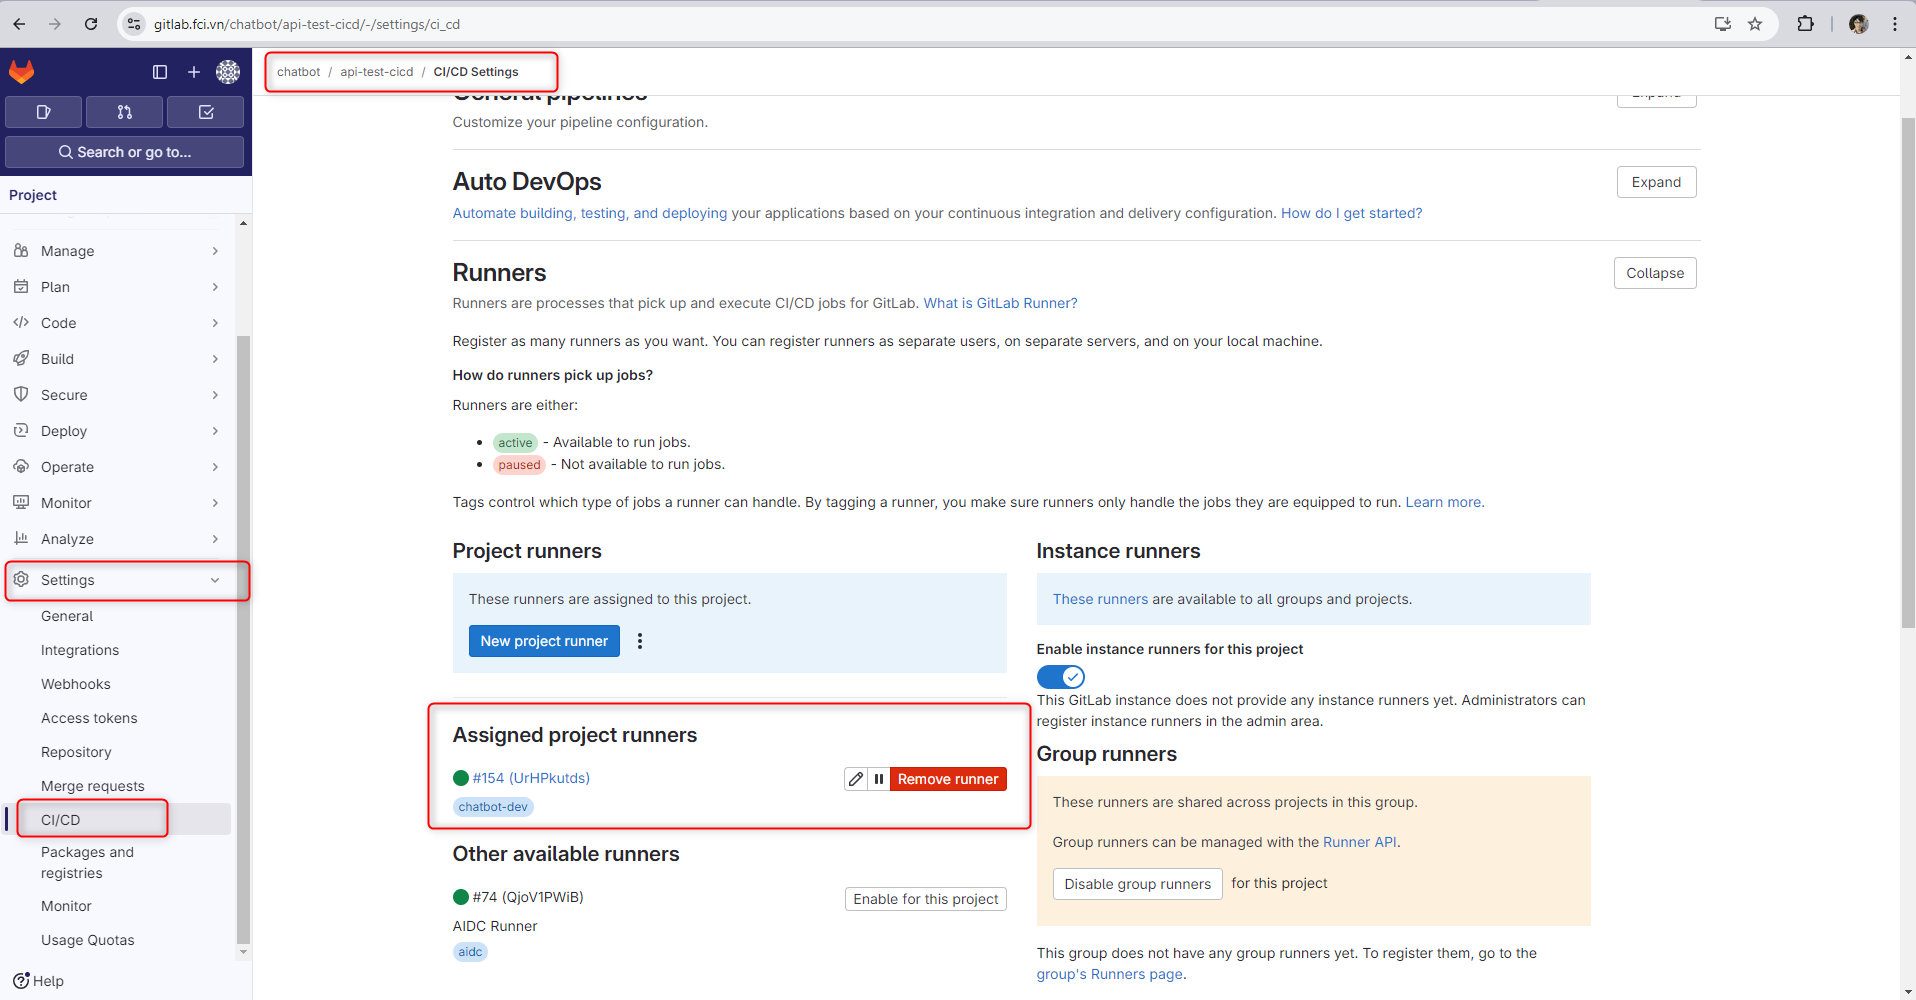 gitlab.fci.vn/chatbot/api-test-cicd/-/settings/ci_cd
chatbot / api-test-cicd / CI/CD Settings
Search or go to...
Project
Manage
Plan
Code
Build
Secure
Deploy
Operate
Monitor
Analyze
Settings
General
Integrations
Webhooks
Access tokens
Repository
Merge requests
CI/CD
Packages and
registries
Monitor
Usage Quotas
Help
General pipelines
Expand
Customize your pipeline configuration.
Auto DevOps
Expand
Automate building, testing, and deploying your applications based on your continuous integration and delivery configuration. How do I get started?
Runners
Collapse
Runners are processes that pick up and execute CI/CD jobs for GitLab. What is GitLab Runner?
Register as many runners as you want. You can register runners as separate users, on separate servers, and on your local machine.
How do runners pick up jobs?
Runners are either:
active - Available to run jobs.
paused - Not available to run jobs.
Tags control which type of jobs a runner can handle. By tagging a runner, you make sure runners only handle the jobs they are equipped to run. Learn more.
Project runners
These runners are assigned to this project.
New project runner
Assigned project runners
#154 (UrHPkutds)
Remove runner
chatbot-dev
Other available runners
#74 (QjoV1PWiB)
Enable for this project
AIDC Runner
aidc
Instance runners
These runners are available to all groups and projects.
Enable instance runners for this project
This GitLab instance does not provide any instance runners yet. Administrators can
register instance runners in the admin area.
Group runners
These runners are shared across projects in this group.
Group runners can be managed with the Runner API.
Disable group runners for this project
This group does not have any group runners yet. To register them, go to the
group's Runners page.